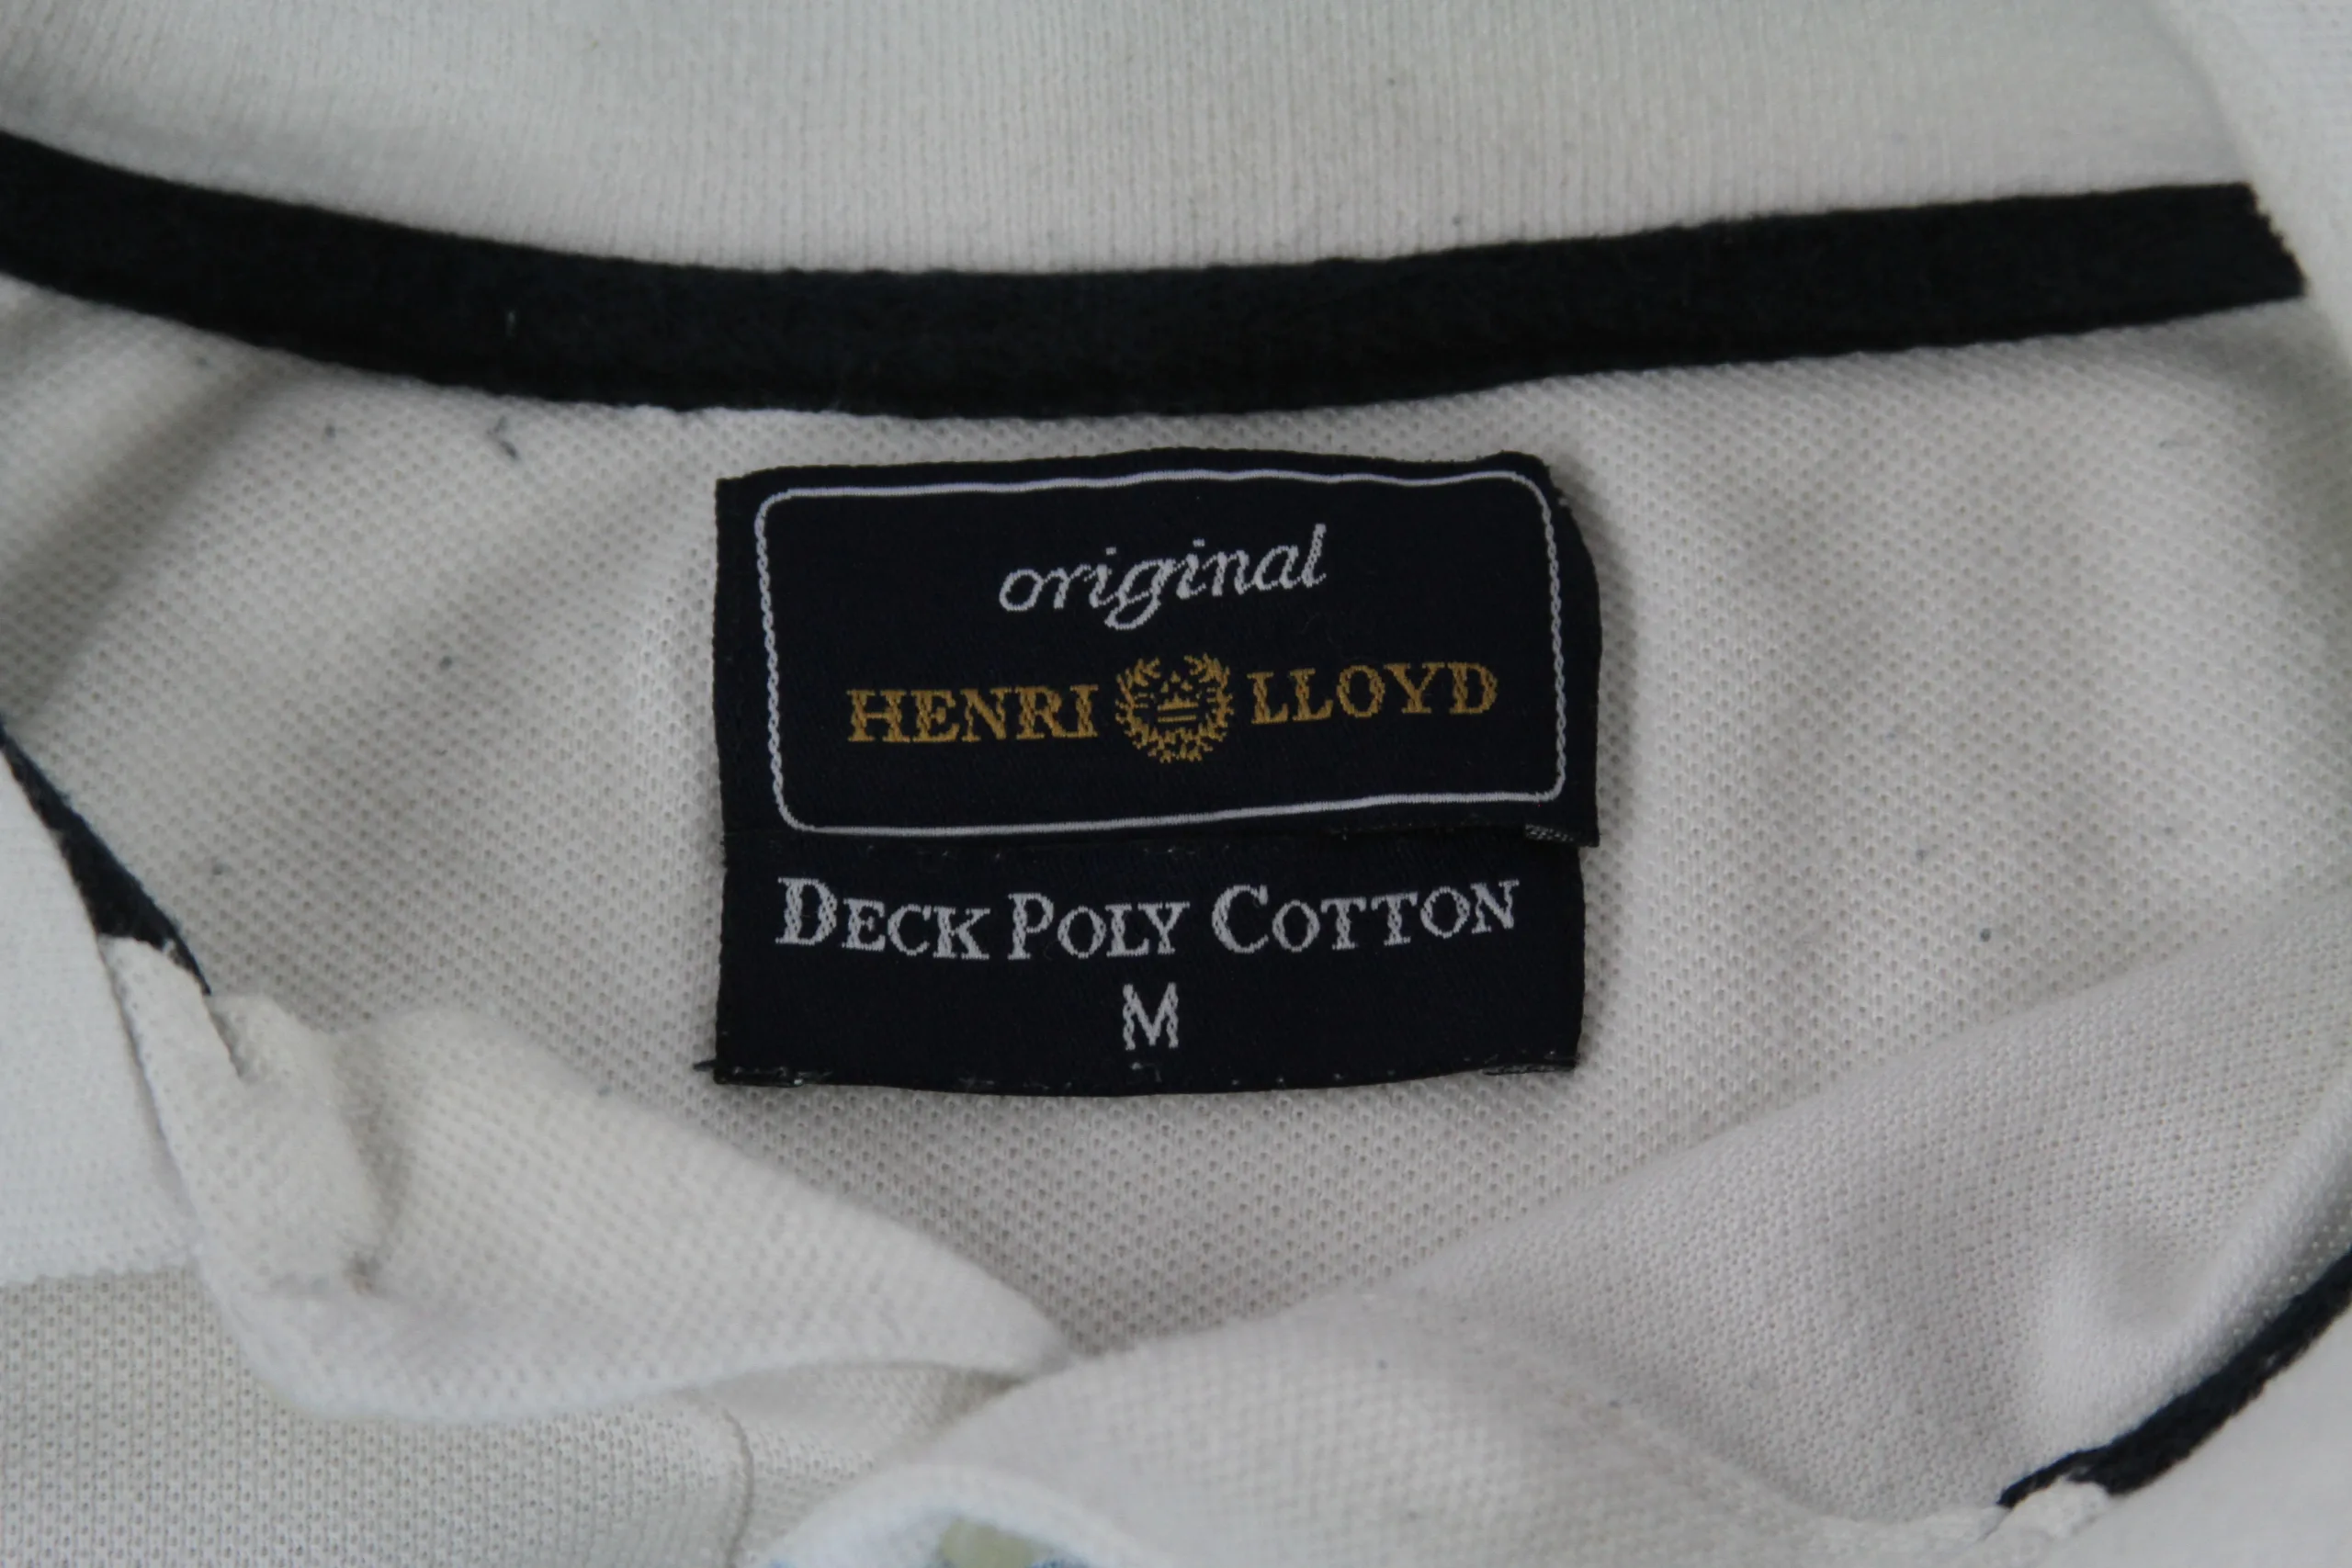 original
HENRI LLOYD
DECK POLY COTTON
M